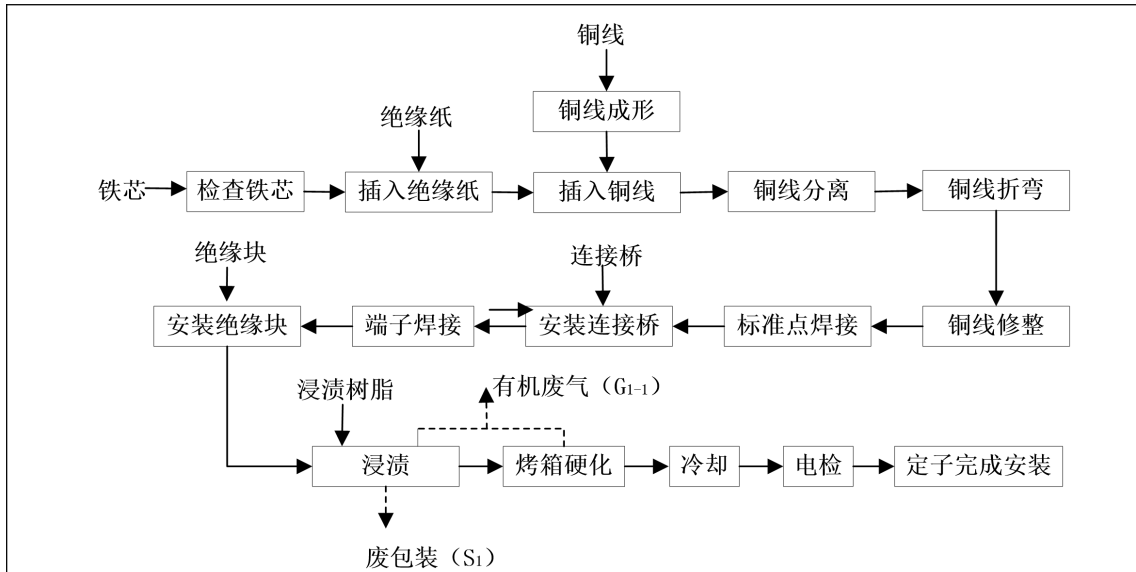 铜线
绝缘纸
铜线成形
铁芯
检查铁芯
插入绝缘纸
插入铜线
铜线分离
铜线折弯
绝缘块
连接桥
安装绝缘块
端子焊接
安装连接桥
标准点焊接
铜线修整
浸渍树脂
有机废气（G1-1）
浸渍
烤箱硬化
冷却
电检
定子完成安装
废包装（S1）